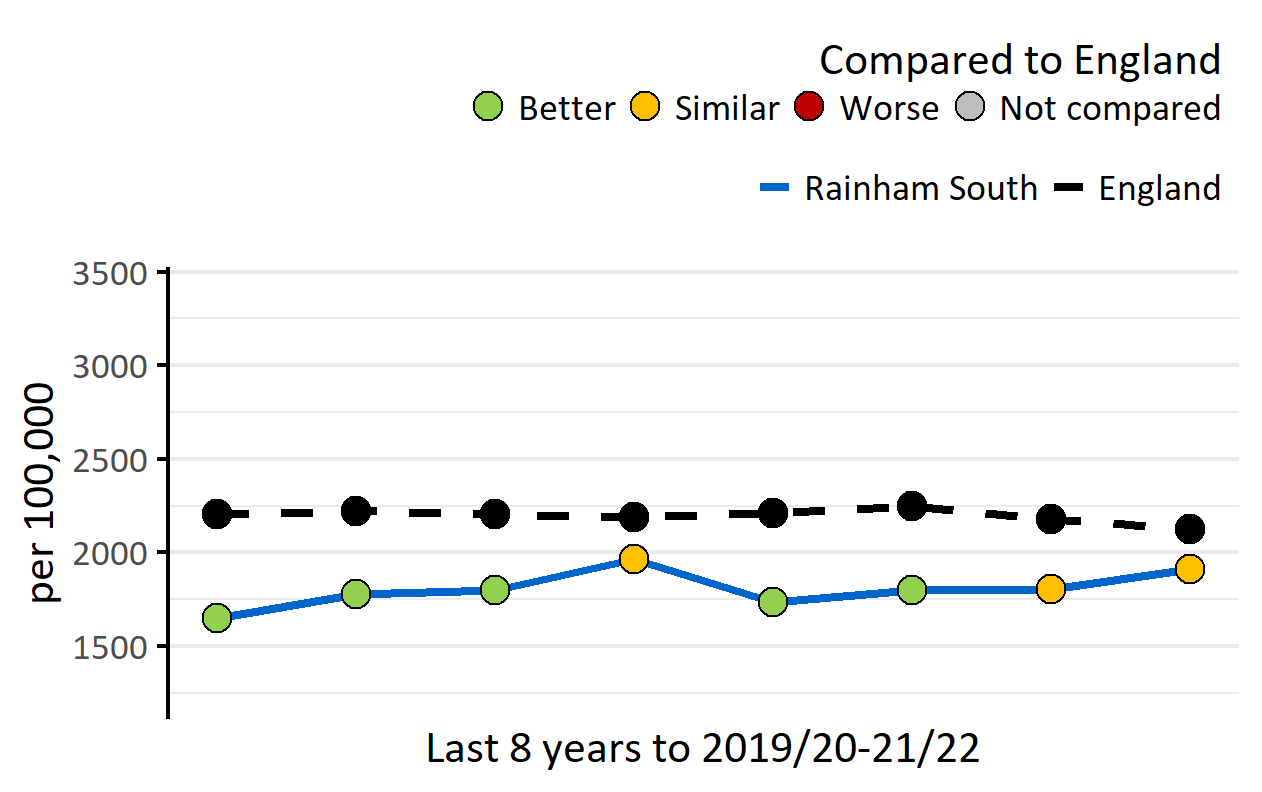 Compared to England
Better Similar Worse Not compared
Rainham South England
3500
3000
2500
2000
1500
per 100,000
Last 8 years to 2019/20-21/22